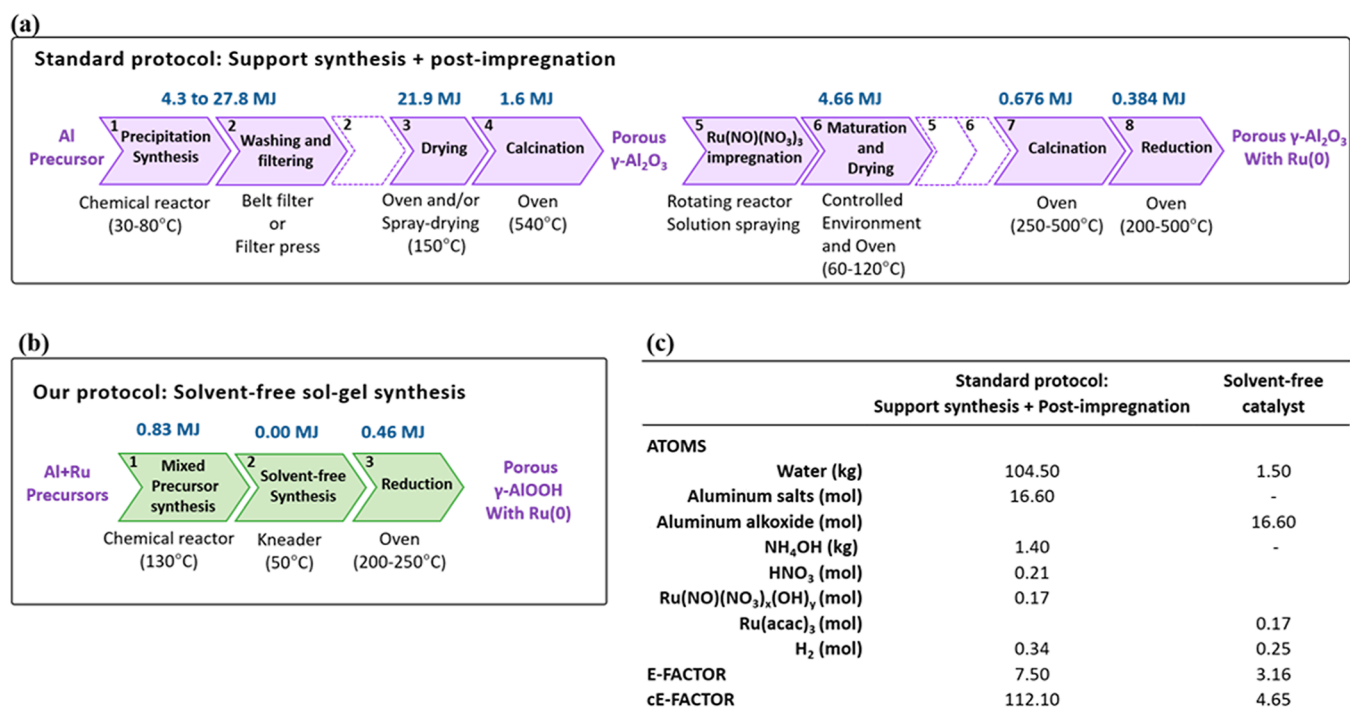 (a)
Standard protocol: Support synthesis + post-impregnation
4.3 to 27.8 MJ
21.9 MJ
1.6 MJ
4.66 MJ
0.676 MJ
0.384 MJ
Al
Precursor
1
Precipitation
Synthesis
2
Washing and
filtering
2
3
Drying
4
Calcination
Porous
γ-Al₂O₃
5
Ru(NO)(NO₃)₃
impregnation
6
Maturation
and
Drying
5
6
7
Calcination
8
Reduction
Porous γ-Al₂O₃
With Ru(0)
Chemical reactor
(30-80°C)
Belt filter
or
Filter press
Oven and/or
Spray-drying
(150°C)
Oven
(540°C)
Rotating reactor
Solution spraying
Controlled
Environment
and Oven
(60-120°C)
Oven
(250-500°C)
Oven
(200-500°C)
(b)
Our protocol: Solvent-free sol-gel synthesis
0.83 MJ
0.00 MJ
0.46 MJ
Al+Ru
Precursors
1
Mixed
Precursor
synthesis
2
Solvent-free
Synthesis
3
Reduction
Porous
γ-AlOOH
With Ru(0)
Chemical reactor
(130°C)
Kneader
(50°C)
Oven
(200-250°C)
(c)
Standard protocol:
Support synthesis + Post-impregnation
Solvent-free
catalyst
ATOMS
Water (kg) 104.50 1.50
Aluminum salts (mol) 16.60 -
Aluminum alkoxide (mol) 16.60
NH₄OH (kg) 1.40 -
HNO₃ (mol) 0.21
Ru(NO)(NO₃)ₓ(OH)ᵧ (mol) 0.17
Ru(acac)₃ (mol) 0.17
H₂ (mol) 0.34 0.25
E-FACTOR 7.50 3.16
cE-FACTOR 112.10 4.65